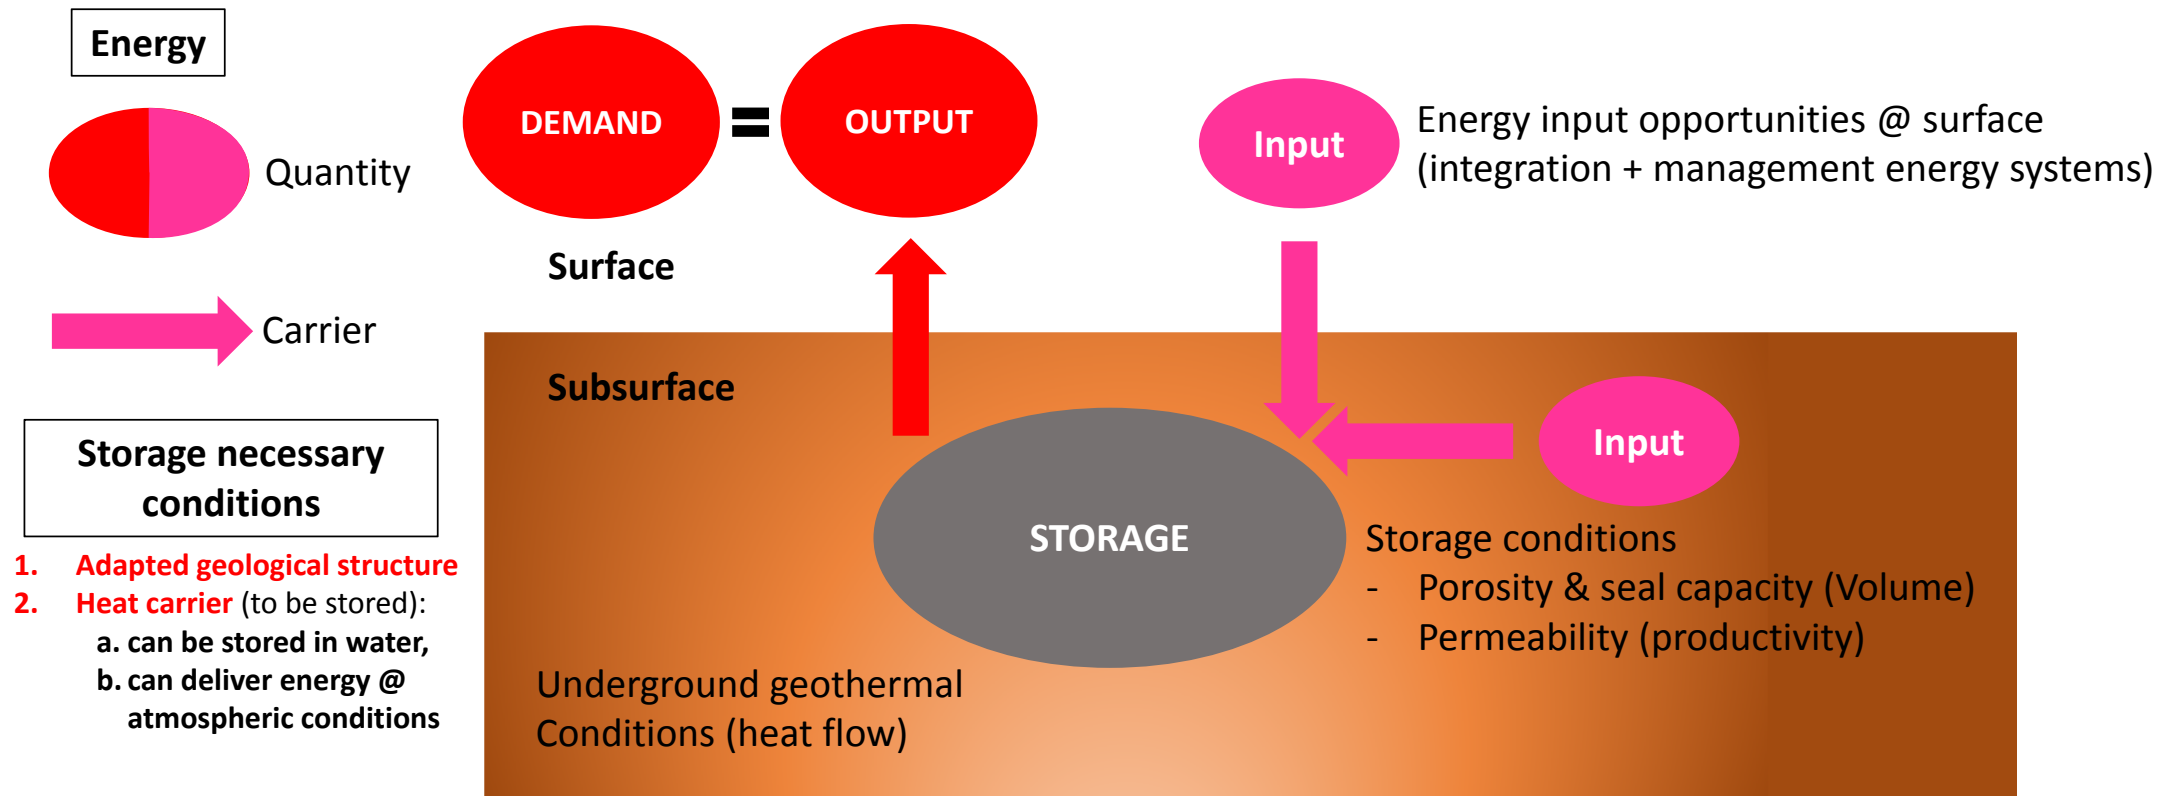 Energy
Quantity
Carrier
Storage necessary
conditions
1. Adapted geological structure
2. Heat carrier (to be stored):
a. can be stored in water,
b. can deliver energy @
atmospheric conditions
DEMAND
=
OUTPUT
Input
Energy input opportunities @ surface
(integration + management energy systems)
Surface
Subsurface
Input
STORAGE
Storage conditions
- Porosity & seal capacity (Volume)
- Permeability (productivity)
Underground geothermal
Conditions (heat flow)